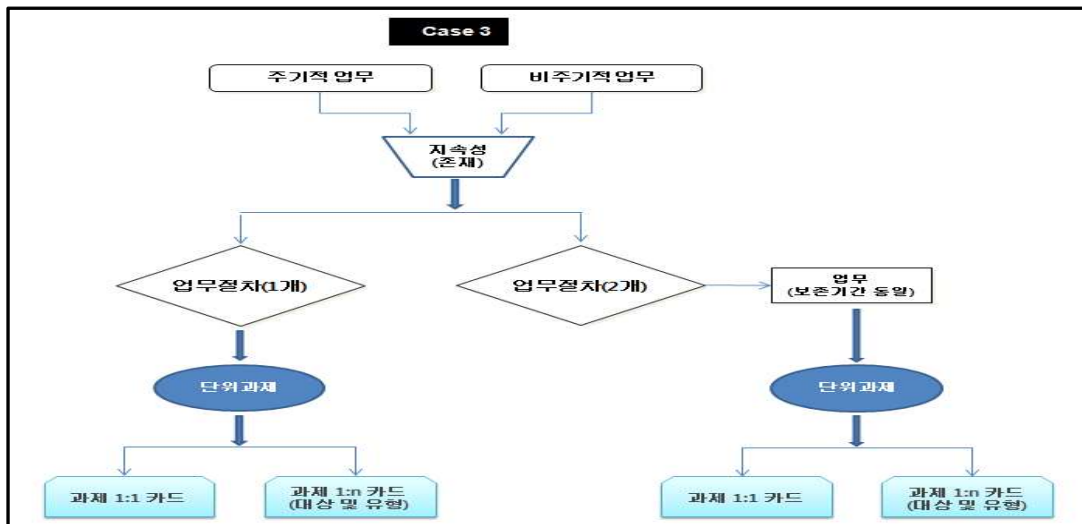 Case 3
주기적 업무
비주기적 업무
지속성
(존재)
업무절차(1개)
업무절차(2개)
업무
(보존기간 동일)
단위과제
단위과제
과제 1:1 카드
과제 1:n 카드
(대상 및 유형)
과제 1:1 카드
과제 1:n 카드
(대상 및 유형)